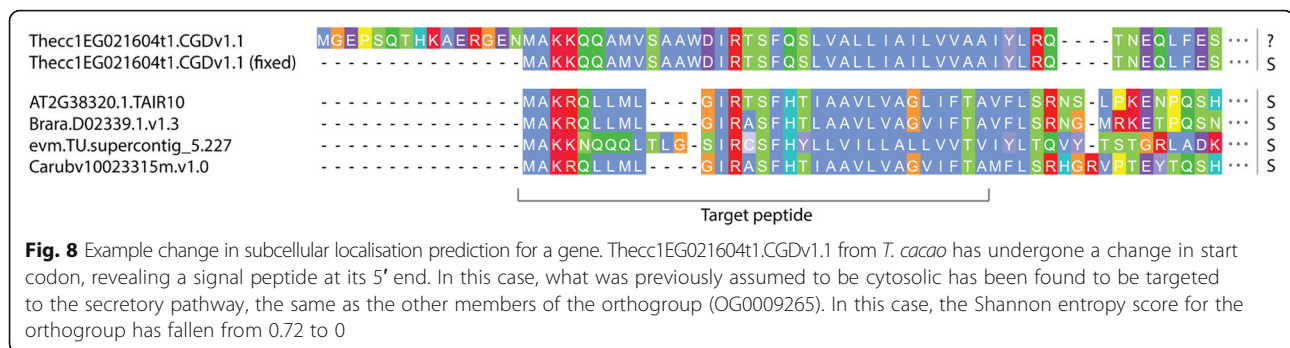 Thecc1EG021604t1.CGDv1.1 MGEPSQTHKAERGENMAKKQQAMVSAAWDIRTSFQSLVALLIAILVVAAIYLRQ----TNEQLFES ··· ?
Thecc1EG021604t1.CGDv1.1 (fixed) ---------------MAKKQQAMVSAAWDIRTSFQSLVALLIAILVVAAIYLRQ----TNEQLFES ··· S
AT2G38320.1.TAIR10 ---------------MAKRQLLML----GIRTSFHTIAAVLVAGLIFTAVFLSRNS-LPKENPQSH ··· S
Brara.D02339.1.v1.3 ---------------MAKRQLLML----GIRASFHTLAAVLVAGVIFTAVFLSRNG-MRKETPQSN ··· S
evm.TU.supercontig_5.227 ---------------MAKKNQQQLTLG-SIRCSFHYLLVILLALLVVTVIYLTQVY-TSTGRLADK ··· S
Carubv10023315m.v1.0 ---------------MAKRQLLML----GIRASFHTIAAVLVAGVIFTAMFLSRHGRVPTEYTQSH ··· S
Target peptide
Fig. 8 Example change in subcellular localisation prediction for a gene. Thecc1EG021604t1.CGDv1.1 from T. cacao has undergone a change in start
codon, revealing a signal peptide at its 5′ end. In this case, what was previously assumed to be cytosolic has been found to be targeted
to the secretory pathway, the same as the other members of the orthogroup (OG0009265). In this case, the Shannon entropy score for the
orthogroup has fallen from 0.72 to 0